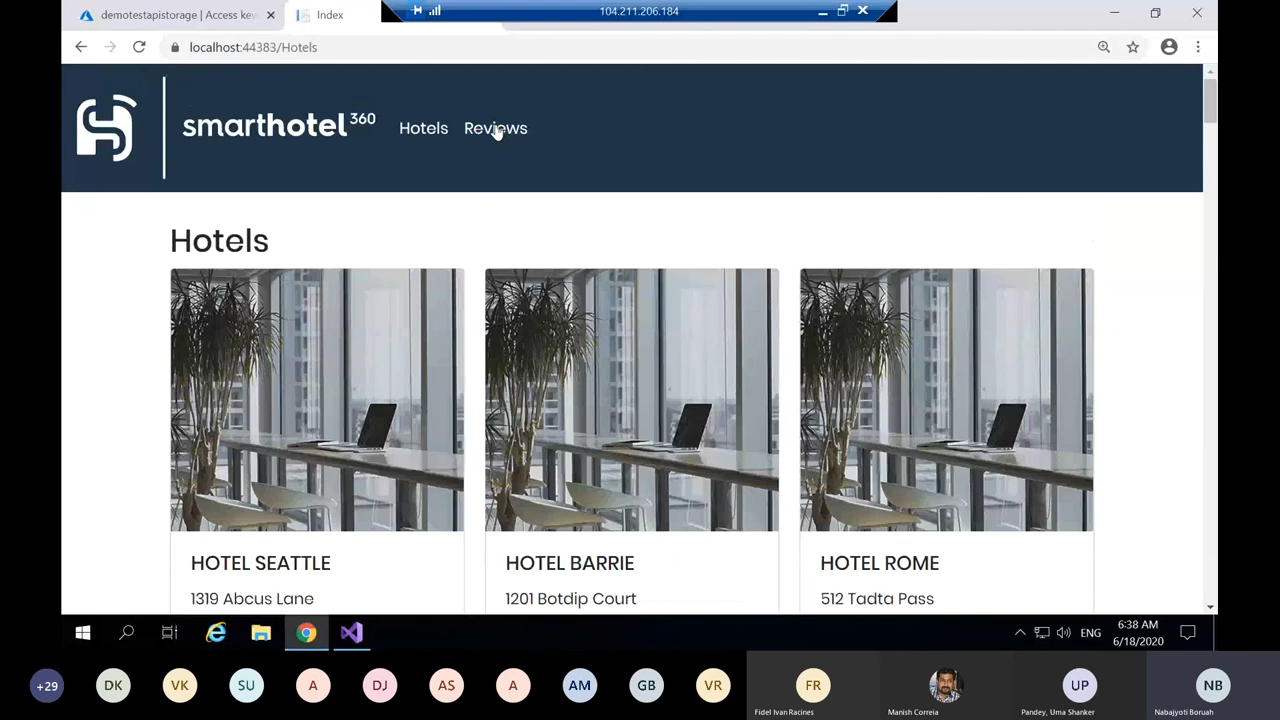 demotestapistorage | Access key
Index
104.211.206.184
localhost:44383/Hotels
smarthotel 360
Hotels
Reviews
Hotels
HOTEL SEATTLE
1319 Abcus Lane
HOTEL BARRIE
1201 Botdip Court
HOTEL ROME
512 Tadta Pass
ENG
6:38 AM
6/18/2020
+29
DK
VK
SU
A
DJ
AS
A
AM
GB
VR
FR
Fidel Ivan Racines
Manish Correia
UP
Pandey, Uma Shanker
NB
Nabajyoti Boruah